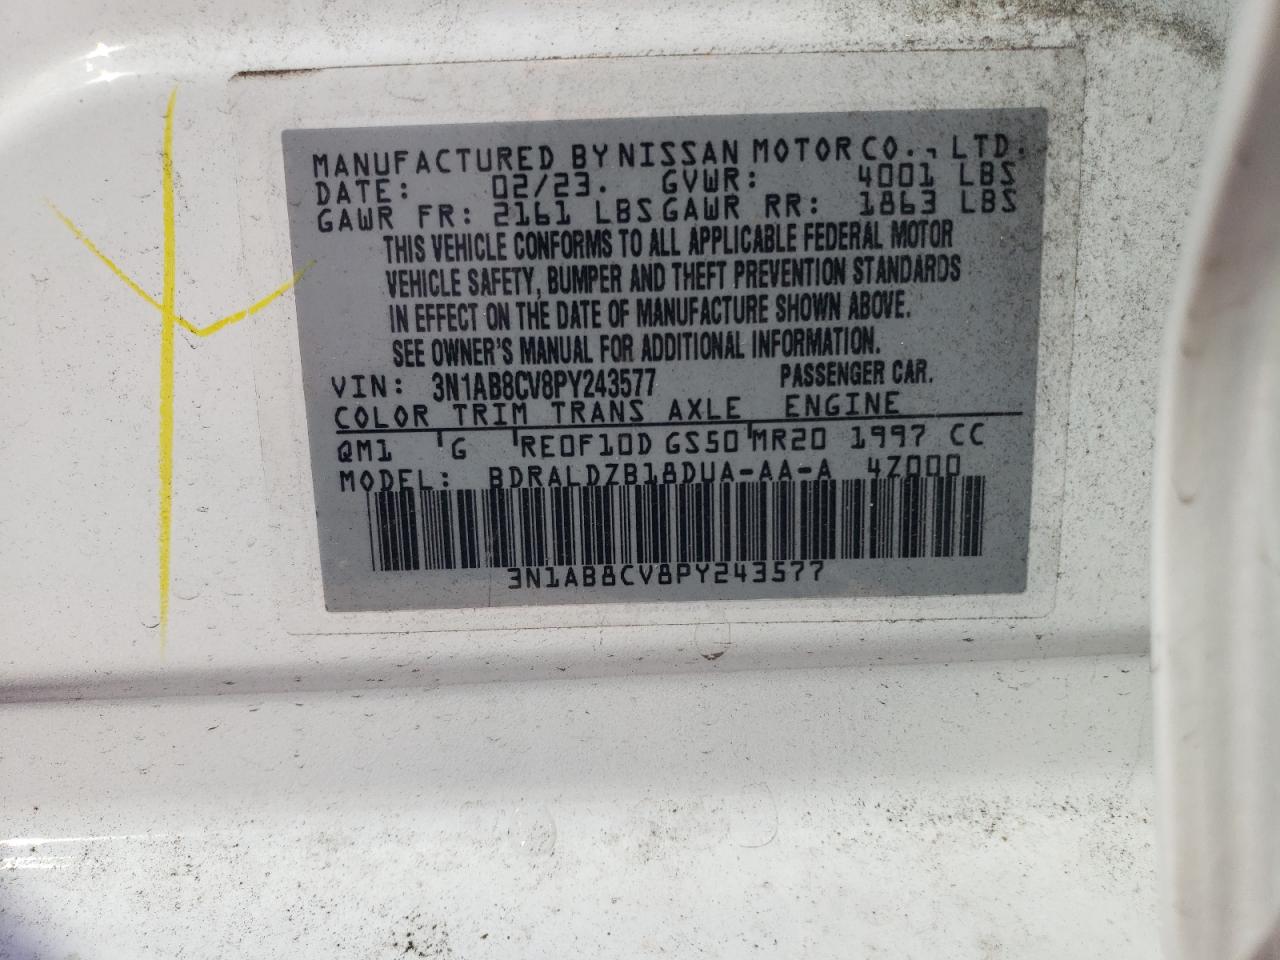 MANUFACTURED BY NISSAN MOTOR CO., LTD.
DATE: 02/23. GVWR: 4001 LBS
GAWR FR: 2161 LBS GAWR RR: 1863 LBS
THIS VEHICLE CONFORMS TO ALL APPLICABLE FEDERAL MOTOR
VEHICLE SAFETY, BUMPER AND THEFT PREVENTION STANDARDS
IN EFFECT ON THE DATE OF MANUFACTURE SHOWN ABOVE.
SEE OWNER'S MANUAL FOR ADDITIONAL INFORMATION.
VIN: 3N1AB8CV8PY243577 PASSENGER CAR.
COLOR TRIM TRANS AXLE ENGINE
QM1 G RE0F10D GS50 MR20 1997 CC
MODEL: BDRALDZB18DUA-AA-A 4Z000
3N1AB8CV8PY243577